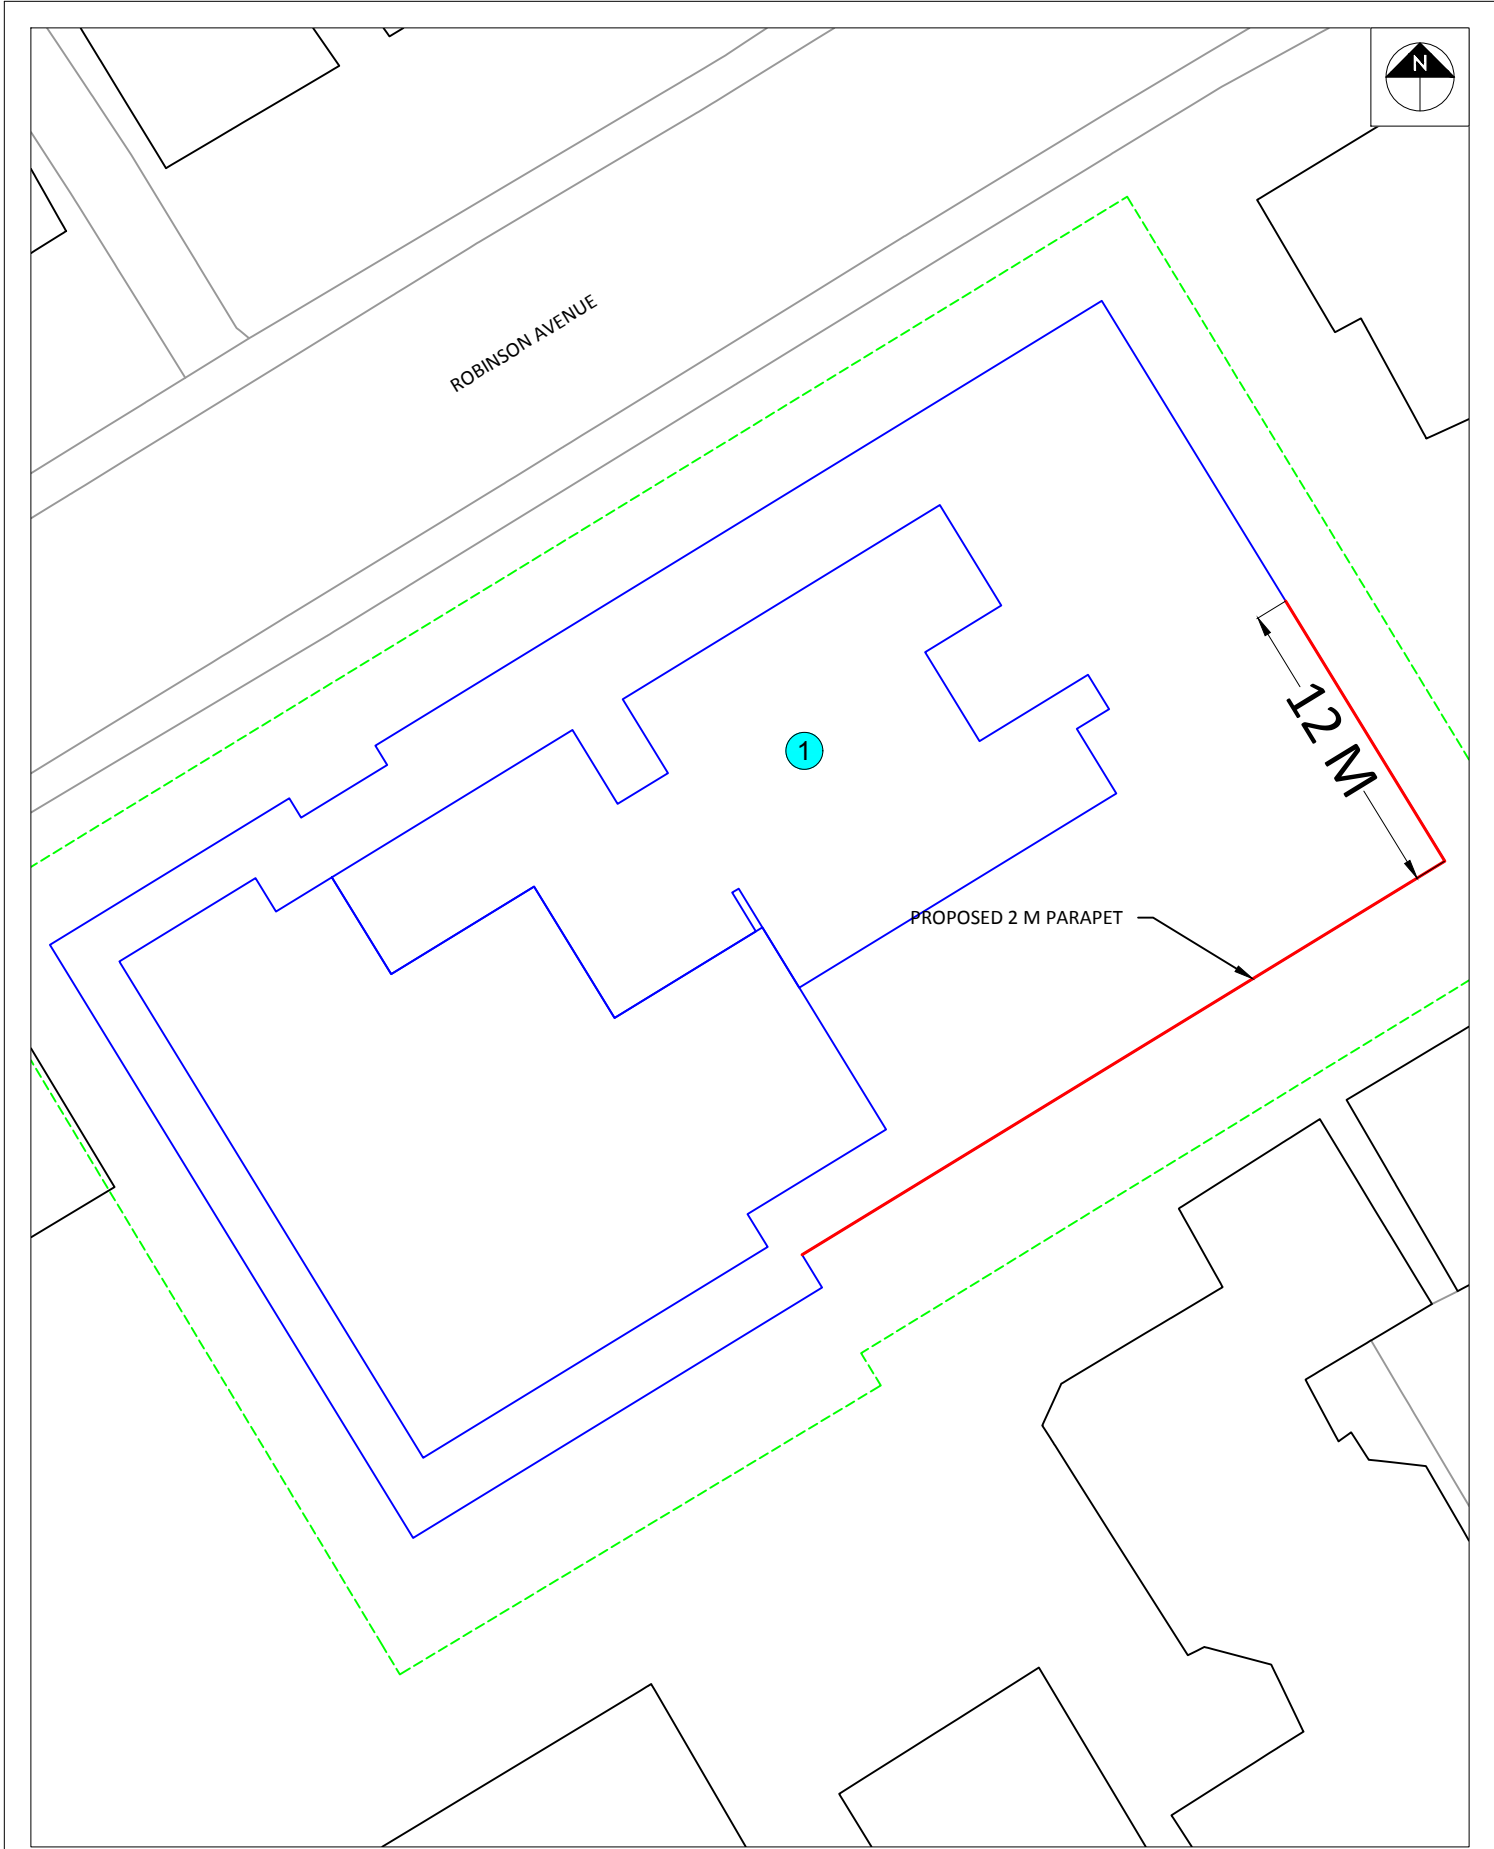 N
ROBINSON AVENUE
1
12 M
PROPOSED 2 M PARAPET